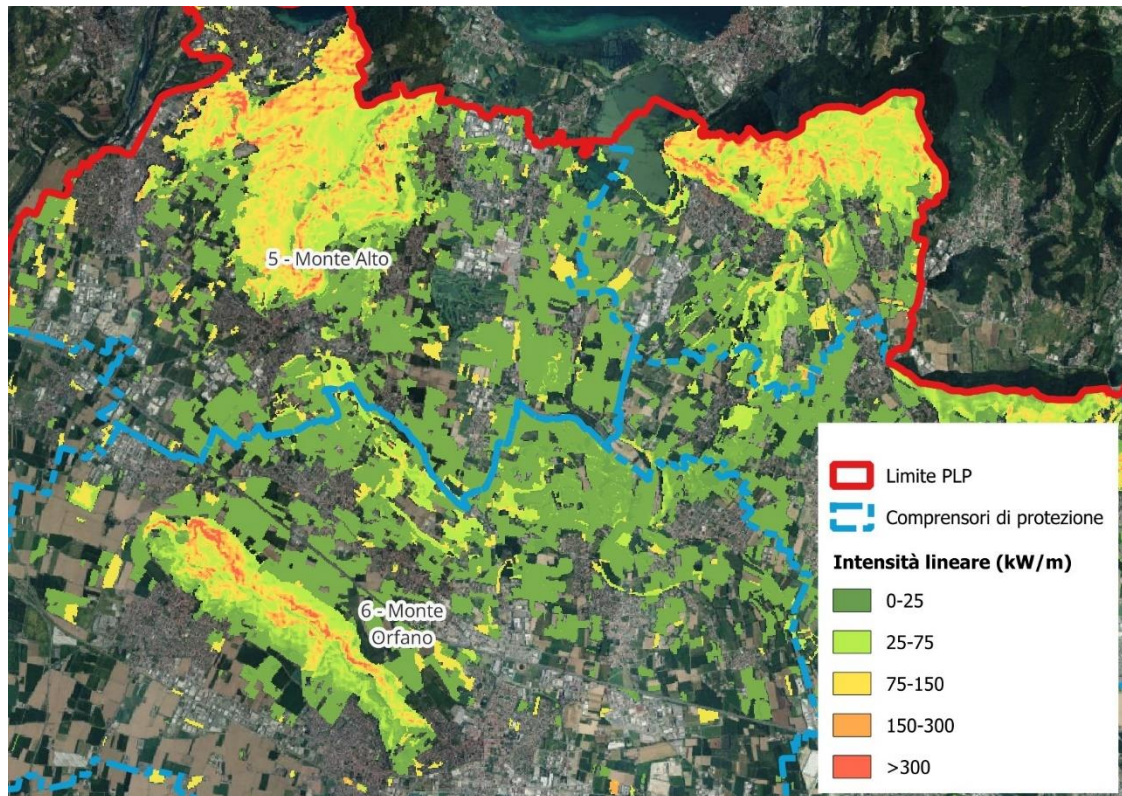 5 - Monte Alto
6 - Monte
Orfano
Limite PLP
Comprensori di protezione
Intensità lineare (kW/m)
0-25
25-75
75-150
150-300
>300